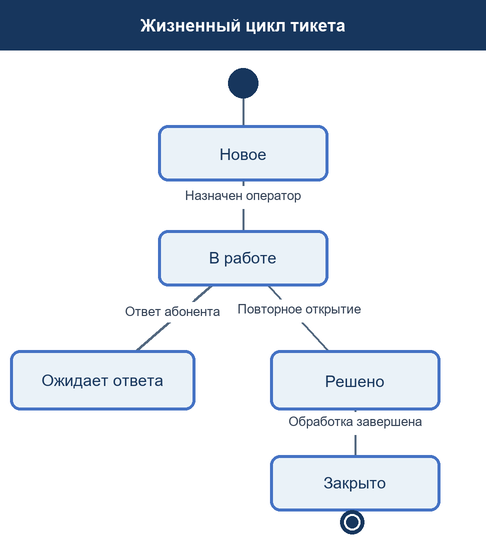 Жизненный цикл тикета
Новое
Назначен оператор
В работе
Ответ абонента
Повторное открытие
Ожидает ответа
Решено
Обработка завершена
Закрыто